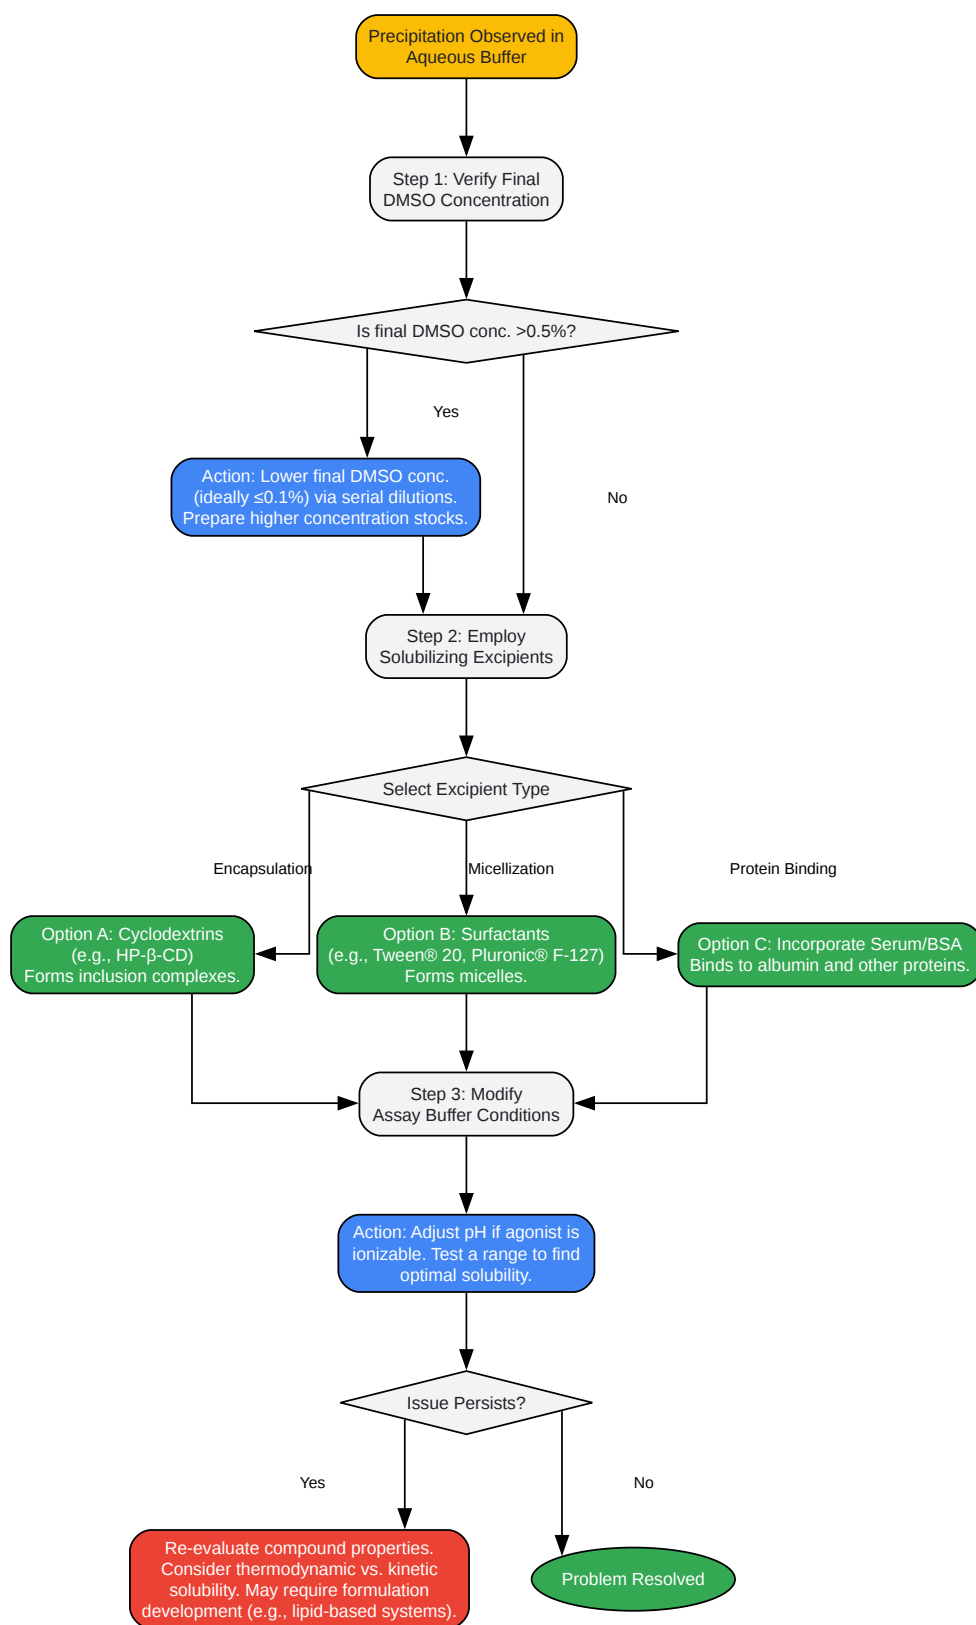 Precipitation Observed in
Aqueous Buffer
Step 1: Verify Final
DMSO Concentration
Is final DMSO conc. >0.5%?
Yes
Action: Lower final DMSO conc.
(ideally ≤0.1%) via serial dilutions.
Prepare higher concentration stocks.
No
Step 2: Employ
Solubilizing Excipients
Select Excipient Type
Encapsulation
Micellization
Protein Binding
Option A: Cyclodextrins
(e.g., HP-β-CD)
Forms inclusion complexes.
Option B: Surfactants
(e.g., Tween® 20, Pluronic® F-127)
Forms micelles.
Option C: Incorporate Serum/BSA
Binds to albumin and other proteins.
Step 3: Modify
Assay Buffer Conditions
Action: Adjust pH if agonist is
ionizable. Test a range to find
optimal solubility.
Issue Persists?
Yes
No
Re-evaluate compound properties.
Consider thermodynamic vs. kinetic
solubility. May require formulation
development (e.g., lipid-based systems).
Problem Resolved